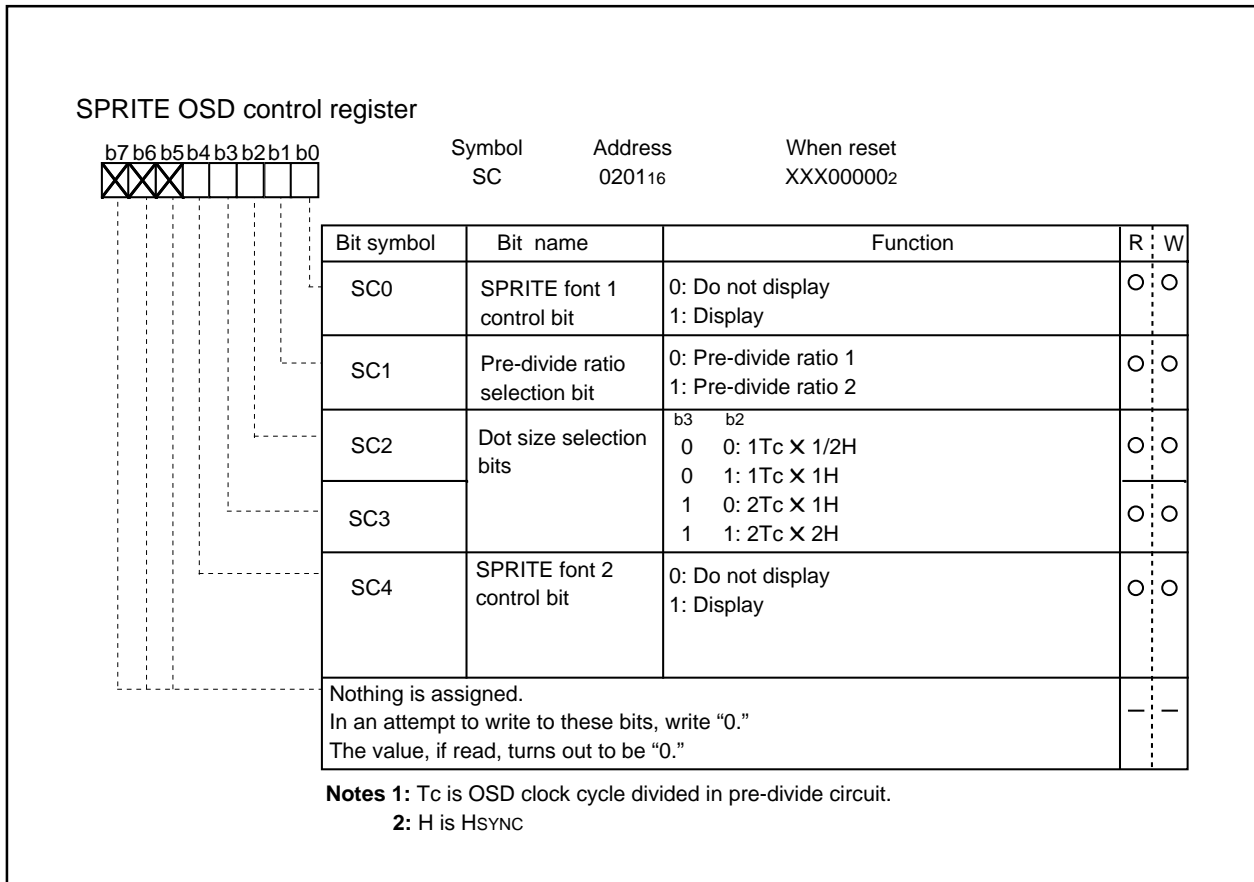 SPRITE OSD control register
b7 b6 b5 b4 b3 b2 b1 b0
Symbol Address When reset
SC 020116 XXX000002
Bit symbol Bit name Function R W
SC0 SPRITE font 1 control bit 0: Do not display
1: Display
SC1 Pre-divide ratio selection bit 0: Pre-divide ratio 1
1: Pre-divide ratio 2
SC2 Dot size selection bits b3 b2
0 0: 1Tc X 1/2H
0 1: 1Tc X 1H
SC3 1 0: 2Tc X 1H
1 1: 2Tc X 2H
SC4 SPRITE font 2 control bit 0: Do not display
1: Display
Nothing is assigned.
In an attempt to write to these bits, write “0.”
The value, if read, turns out to be “0.”
Notes 1: Tc is OSD clock cycle divided in pre-divide circuit.
2: H is HSYNC